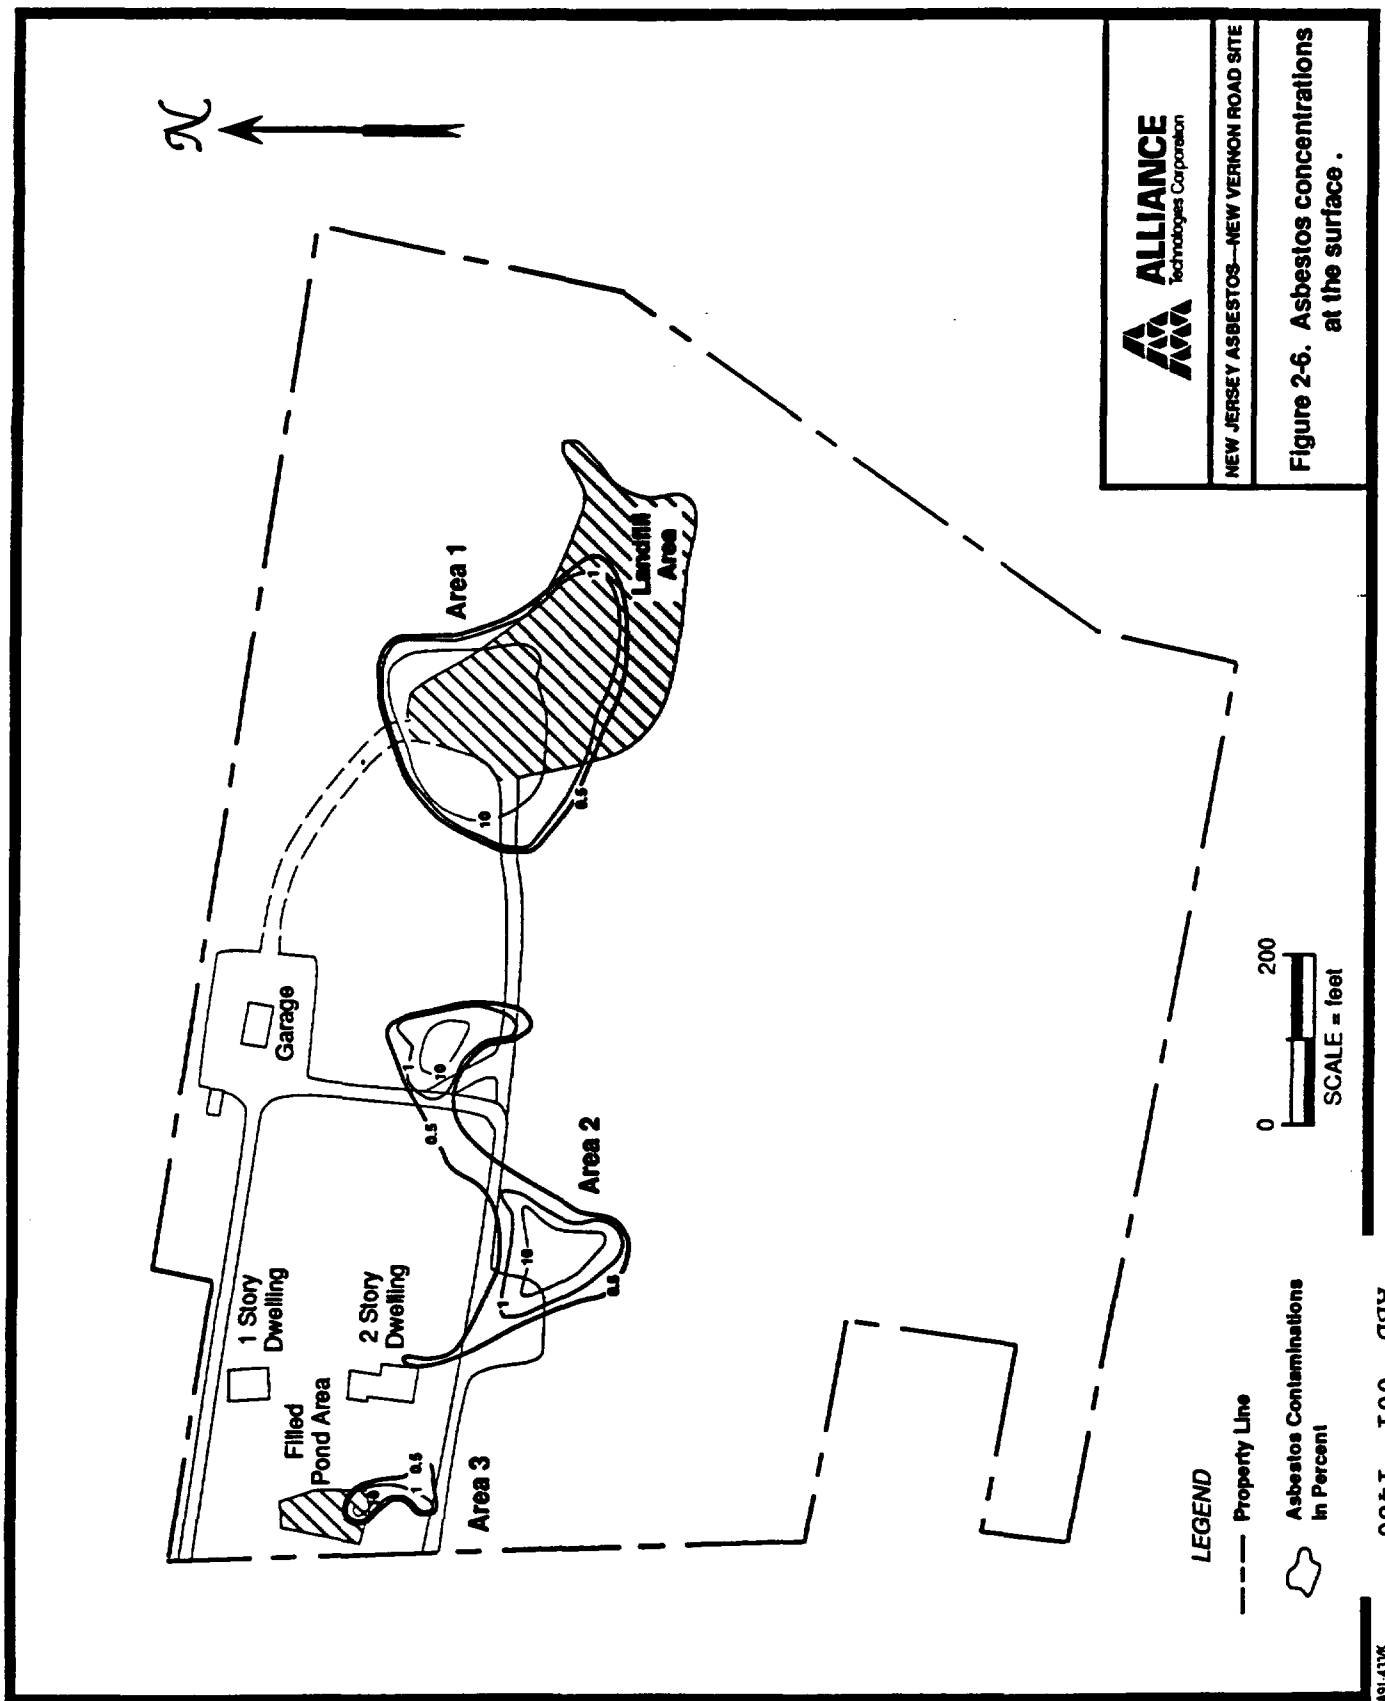 N
1 Story
Dwelling
Garage
2 Story
Dwelling
Filled
Pond Area
Area 1
10
1
0.5
Landfill
Area
Area 2
1
10
0.5
1
10
0.5
Area 3
10
1
0.5
LEGEND
Property Line
Asbestos Contaminations
In Percent
0 200
SCALE = feet
ALLIANCE
Technologies Corporation
NEW JERSEY ASBESTOS—NEW VERNON ROAD SITE
Figure 2-6. Asbestos concentrations
at the surface.